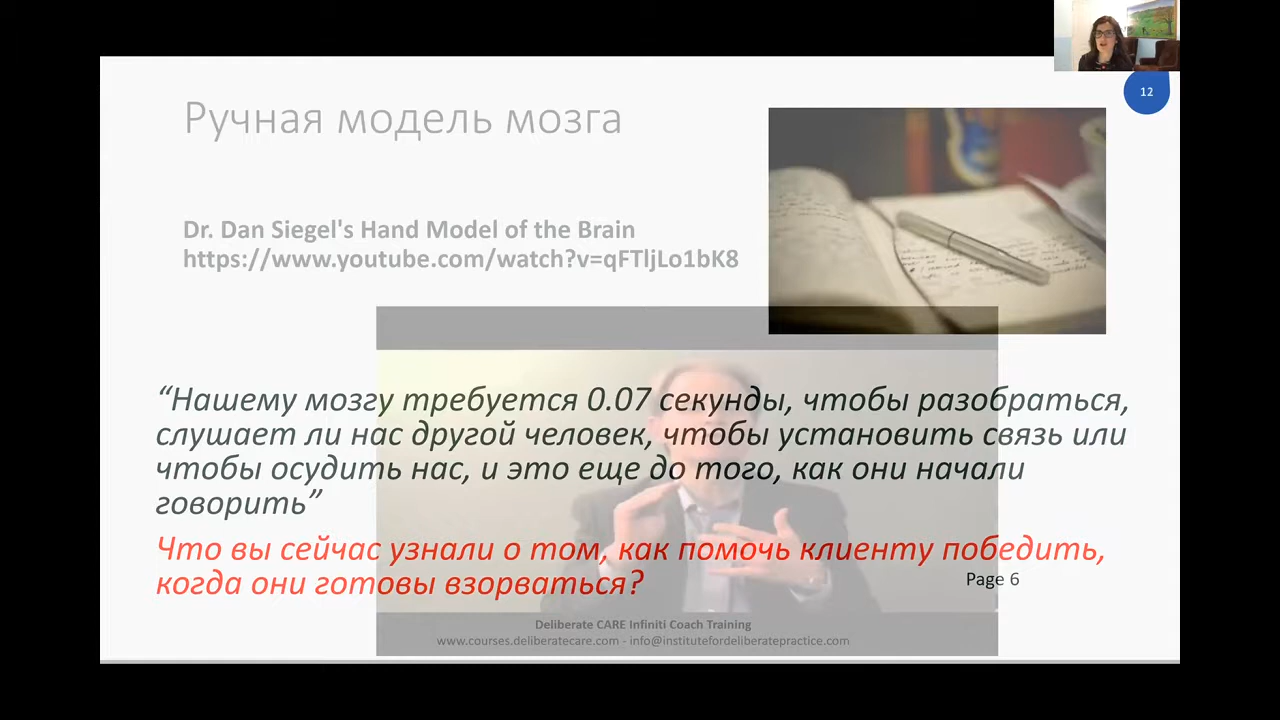 12
Ручная модель мозга
Dr. Dan Siegel's Hand Model of the Brain
https://www.youtube.com/watch?v=qFTljLo1bK8
“Нашему мозгу требуется 0.07 секунды, чтобы разобраться,
слушает ли нас другой человек, чтобы установить связь или
чтобы осудить нас, и это еще до того, как они начали
говорить”
Что вы сейчас узнали о том, как помочь клиенту победить,
когда они готовы взорваться?
Page 6
Deliberate CARE Infiniti Coach Training
www.courses.deliberatecare.com - info@institutefordeliberatepractice.com